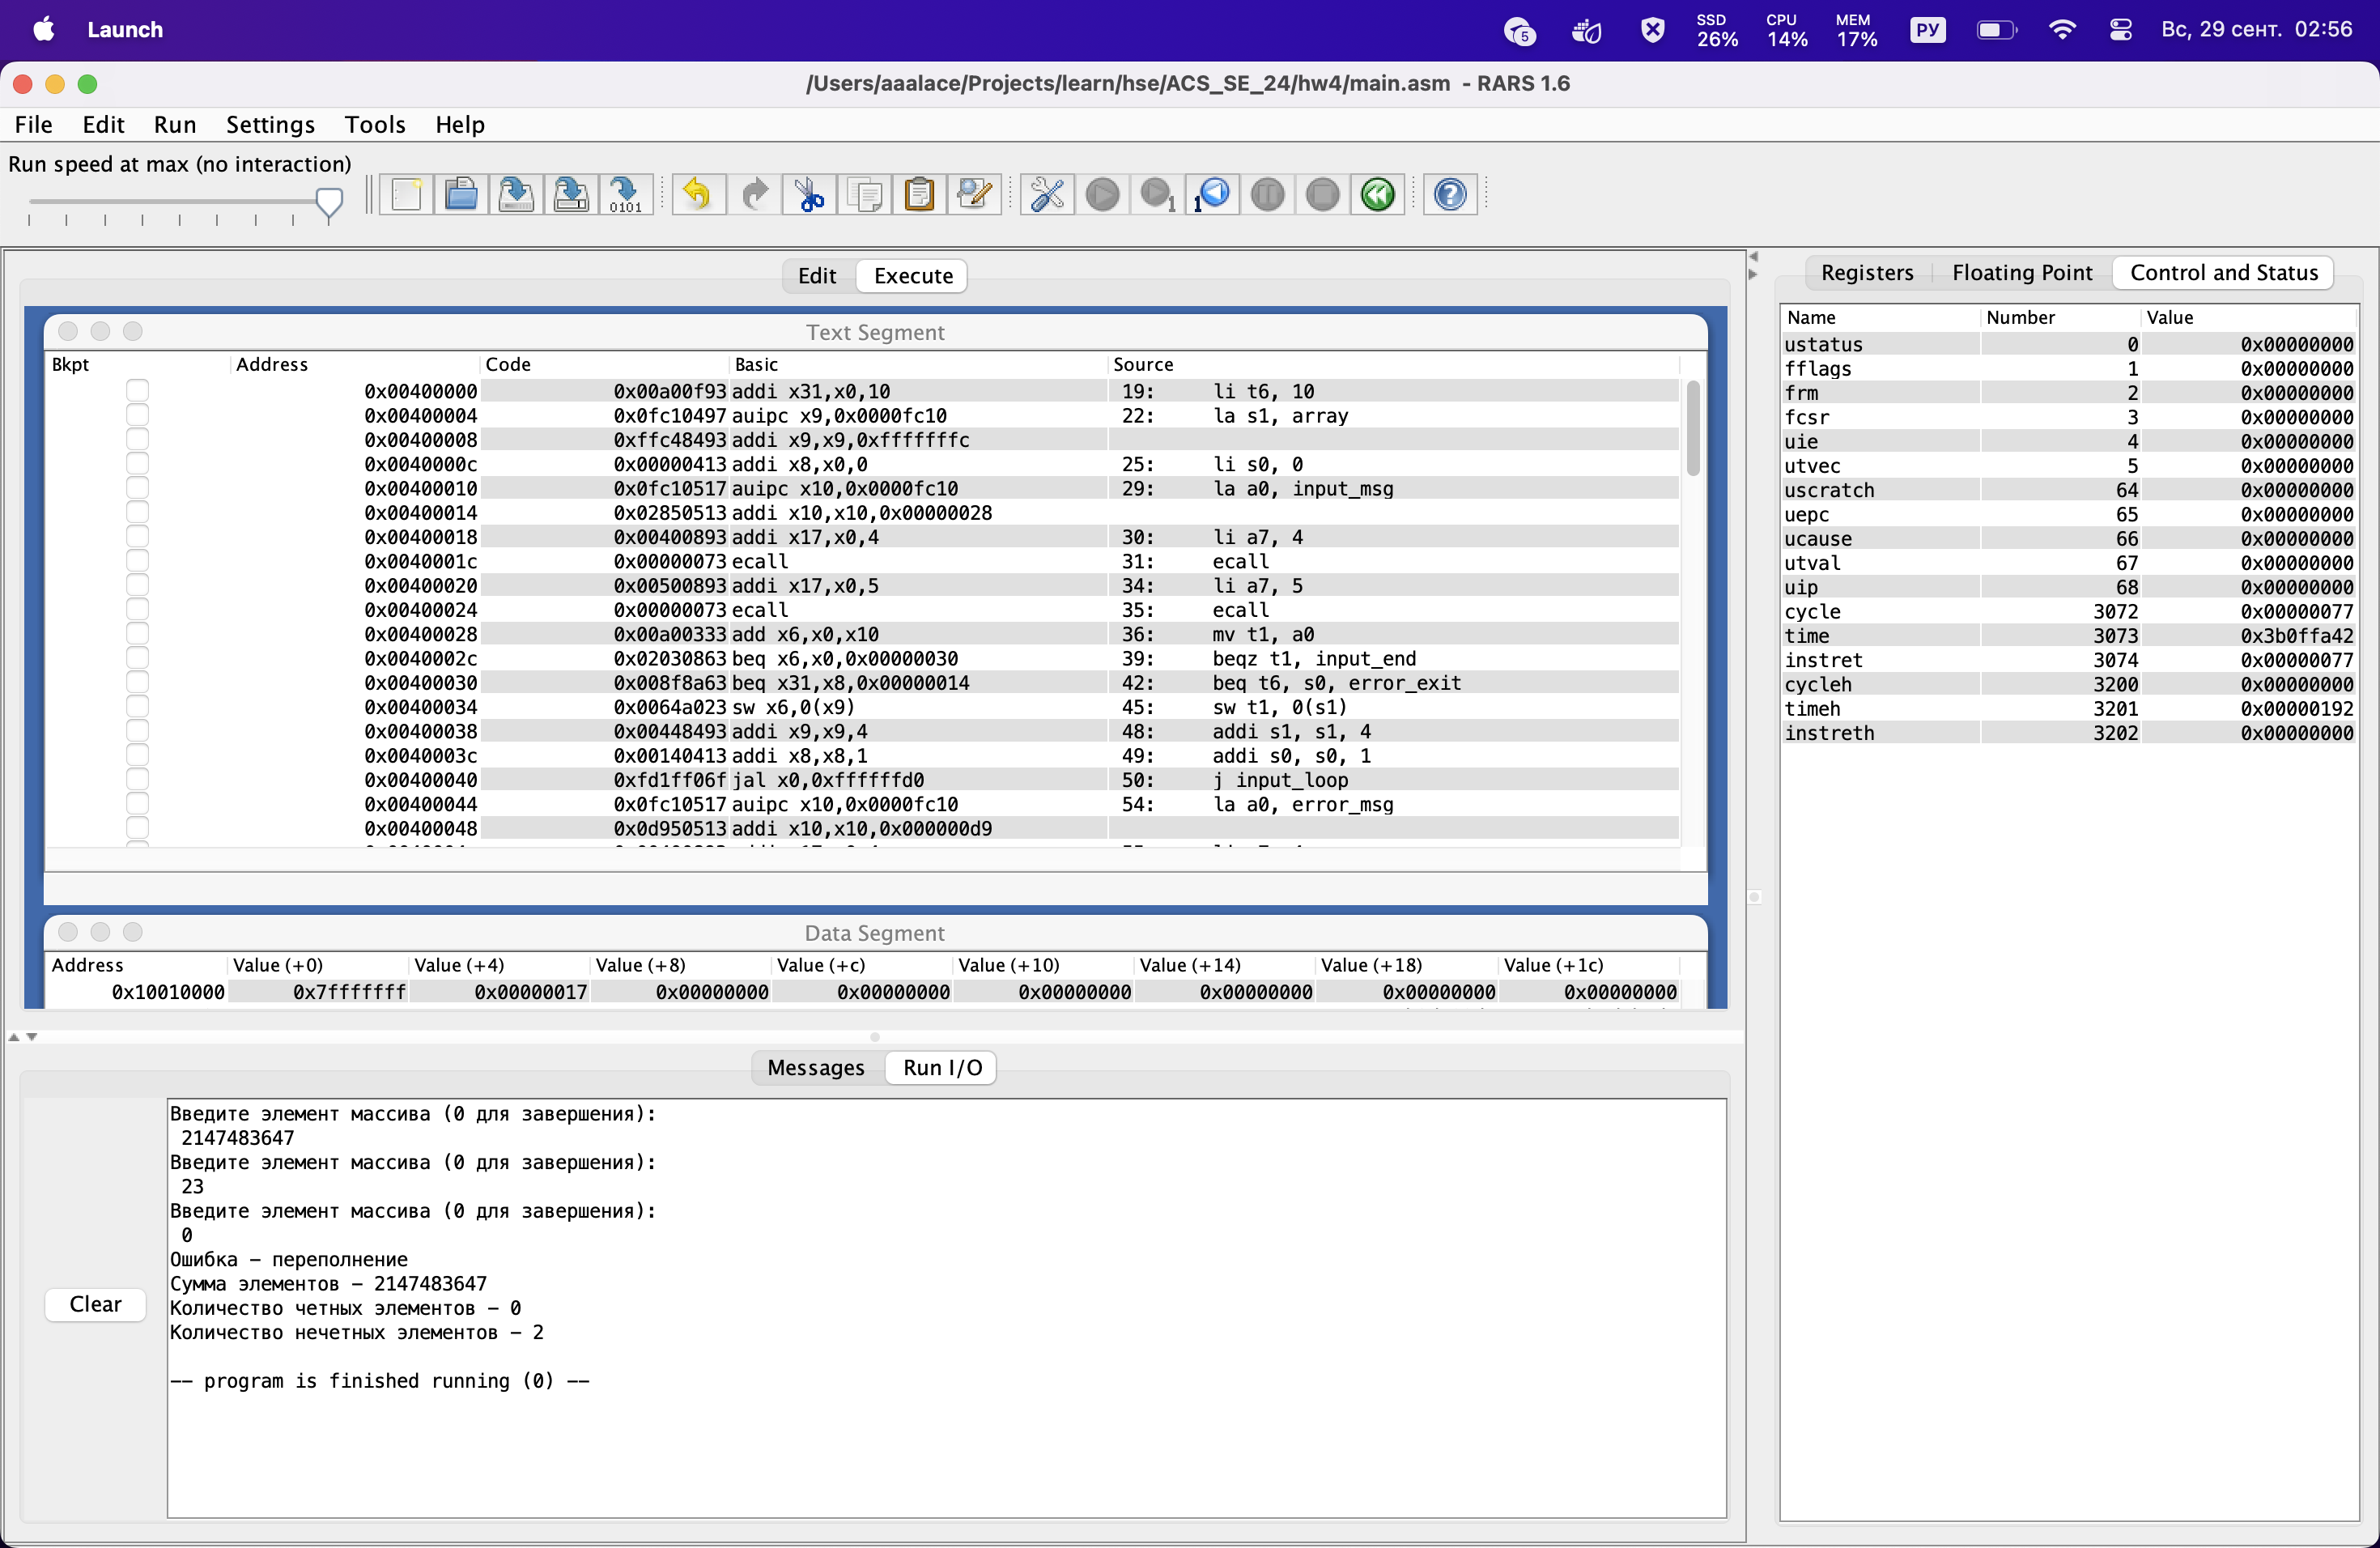 Launch
5
SSD 26% CPU 14% MEM 17% РУ Вс, 29 сент. 02:56
/Users/aaalace/Projects/learn/hse/ACS_SE_24/hw4/main.asm - RARS 1.6
File Edit Run Settings Tools Help
Run speed at max (no interaction)
0101
1
1
Edit Execute
Text Segment
Bkpt Address Code Basic Source
0x00400000 0x00a00f93 addi x31,x0,10 19: li t6, 10
0x00400004 0x0fc10497 auipc x9,0x0000fc10 22: la s1, array
0x00400008 0xffc48493 addi x9,x9,0xfffffffc
0x0040000c 0x00000413 addi x8,x0,0 25: li s0, 0
0x00400010 0x0fc10517 auipc x10,0x0000fc10 29: la a0, input_msg
0x00400014 0x02850513 addi x10,x10,0x00000028
0x00400018 0x00400893 addi x17,x0,4 30: li a7, 4
0x0040001c 0x00000073 ecall 31: ecall
0x00400020 0x00500893 addi x17,x0,5 34: li a7, 5
0x00400024 0x00000073 ecall 35: ecall
0x00400028 0x00a00333 add x6,x0,x10 36: mv t1, a0
0x0040002c 0x02030863 beq x6,x0,0x00000030 39: beqz t1, input_end
0x00400030 0x008f8a63 beq x31,x8,0x00000014 42: beq t6, s0, error_exit
0x00400034 0x0064a023 sw x6,0(x9) 45: sw t1, 0(s1)
0x00400038 0x00448493 addi x9,x9,4 48: addi s1, s1, 4
0x0040003c 0x00140413 addi x8,x8,1 49: addi s0, s0, 1
0x00400040 0xfd1ff06f jal x0,0xffffffd0 50: j input_loop
0x00400044 0x0fc10517 auipc x10,0x0000fc10 54: la a0, error_msg
0x00400048 0x0d950513 addi x10,x10,0x000000d9
Data Segment
Address Value (+0) Value (+4) Value (+8) Value (+c) Value (+10) Value (+14) Value (+18) Value (+1c)
0x10010000 0x7fffffff 0x00000017 0x00000000 0x00000000 0x00000000 0x00000000 0x00000000 0x00000000
Messages Run I/O
Clear
Введите элемент массива (0 для завершения):
2147483647
Введите элемент массива (0 для завершения):
23
Введите элемент массива (0 для завершения):
0
Ошибка – переполнение
Сумма элементов – 2147483647
Количество четных элементов – 0
Количество нечетных элементов – 2
-- program is finished running (0) --
Registers Floating Point Control and Status
Name Number Value
ustatus 0 0x00000000
fflags 1 0x00000000
frm 2 0x00000000
fcsr 3 0x00000000
uie 4 0x00000000
utvec 5 0x00000000
uscratch 64 0x00000000
uepc 65 0x00000000
ucause 66 0x00000000
utval 67 0x00000000
uip 68 0x00000000
cycle 3072 0x00000077
time 3073 0x3b0ffa42
instret 3074 0x00000077
cycleh 3200 0x00000000
timeh 3201 0x00000192
instreth 3202 0x00000000